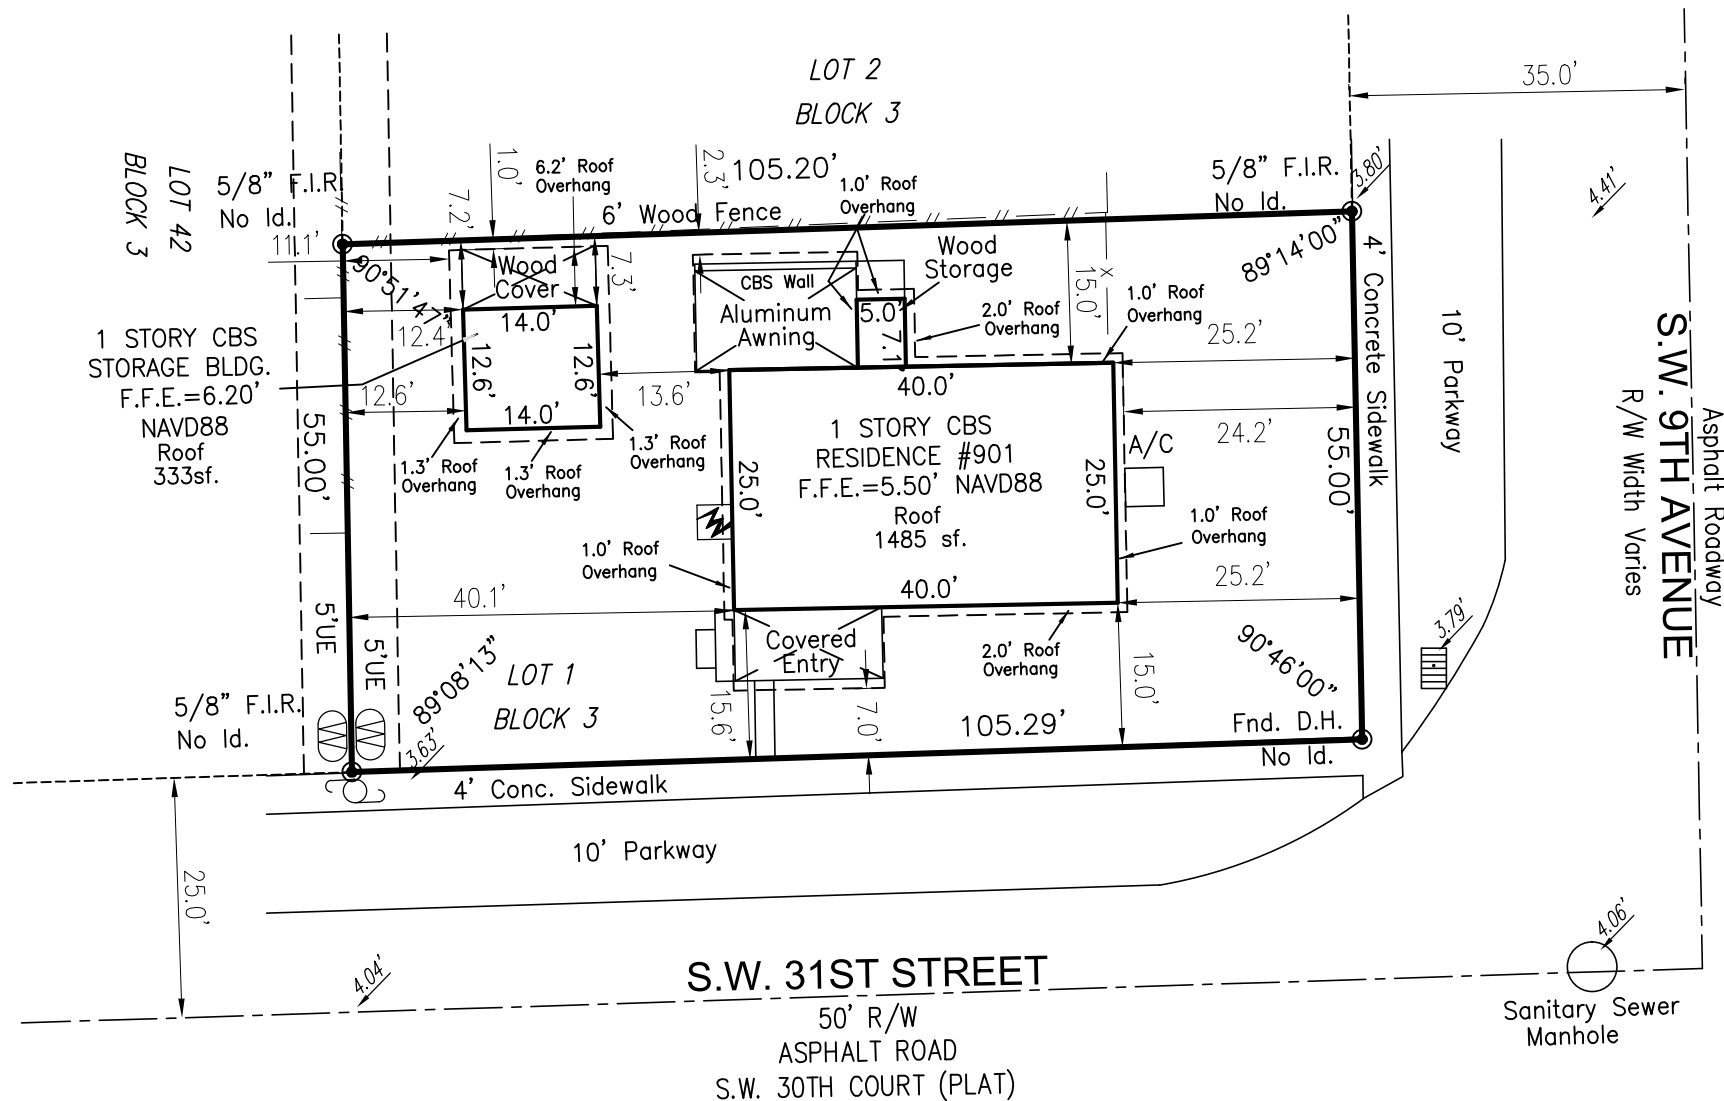 LOT 2
BLOCK 3
35.0'
LOT 42
BLOCK 3
5/8" F.I.R.
No Id.
11.1'
7.2'
1.0'
6.2' Roof
Overhang
2.3'
105.20'
1.0' Roof
Overhang
6' Wood Fence
5/8" F.I.R.
No Id.
3.80'
4.41'
90°51'47"
Wood
Cover
7.3'
CBS Wall
Aluminum
Awning
Wood
Storage
5.0'
7.1'
2.0' Roof
Overhang
15.0'
X
1.0' Roof
Overhang
89°14'00"
4' Concrete Sidewalk
10' Parkway
S.W. 9TH AVENUE
Asphalt Roadway
R/W Width Varies
1 STORY CBS
STORAGE BLDG.
F.F.E.=6.20'
NAVD88
Roof
333sf.
12.4'
14.0'
12.6'
12.6'
12.6'
14.0'
13.6'
25.2'
40.0'
1 STORY CBS
RESIDENCE #901
F.F.E.=5.50' NAVD88
Roof
1485 sf.
25.0'
25.0'
24.2'
A/C
55.00'
55.00'
1.3' Roof
Overhang
1.3' Roof
Overhang
1.3' Roof
Overhang
1.0' Roof
Overhang
1.0' Roof
Overhang
40.1'
40.0'
25.2'
5'UE
5'UE
Covered
Entry
2.0' Roof
Overhang
90°46'00"
3.79'
LOT 1
BLOCK 3
89°08'13"
5/8" F.I.R.
No Id.
3.63'
15.6'
7.0'
105.29'
15.0'
Fnd. D.H.
No Id.
4' Conc. Sidewalk
10' Parkway
25.0'
4.04'
S.W. 31ST STREET
50' R/W
ASPHALT ROAD
S.W. 30TH COURT (PLAT)
4.06'
Sanitary Sewer
Manhole